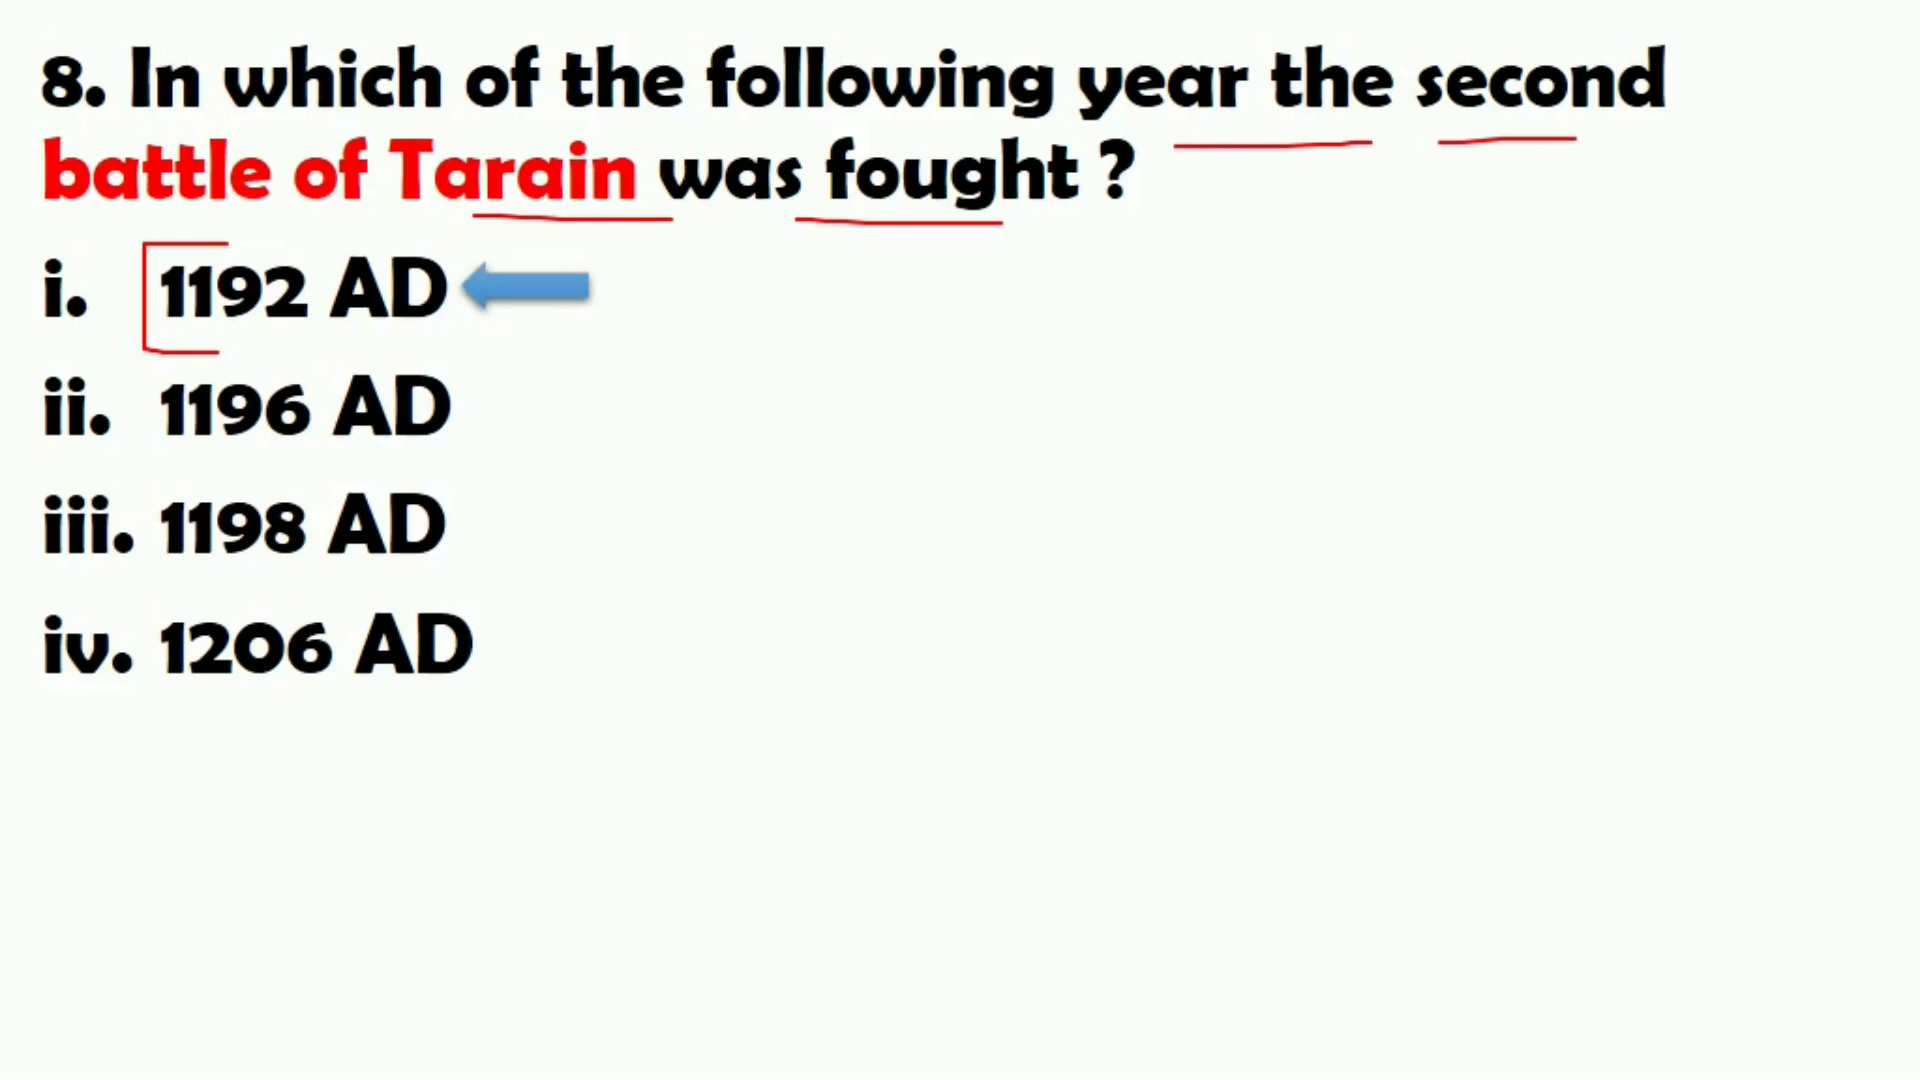 8. In which of the following year the second
battle of Tarain was fought ?
i. 1192 AD
ii. 1196 AD
iii. 1198 AD
iv. 1206 AD